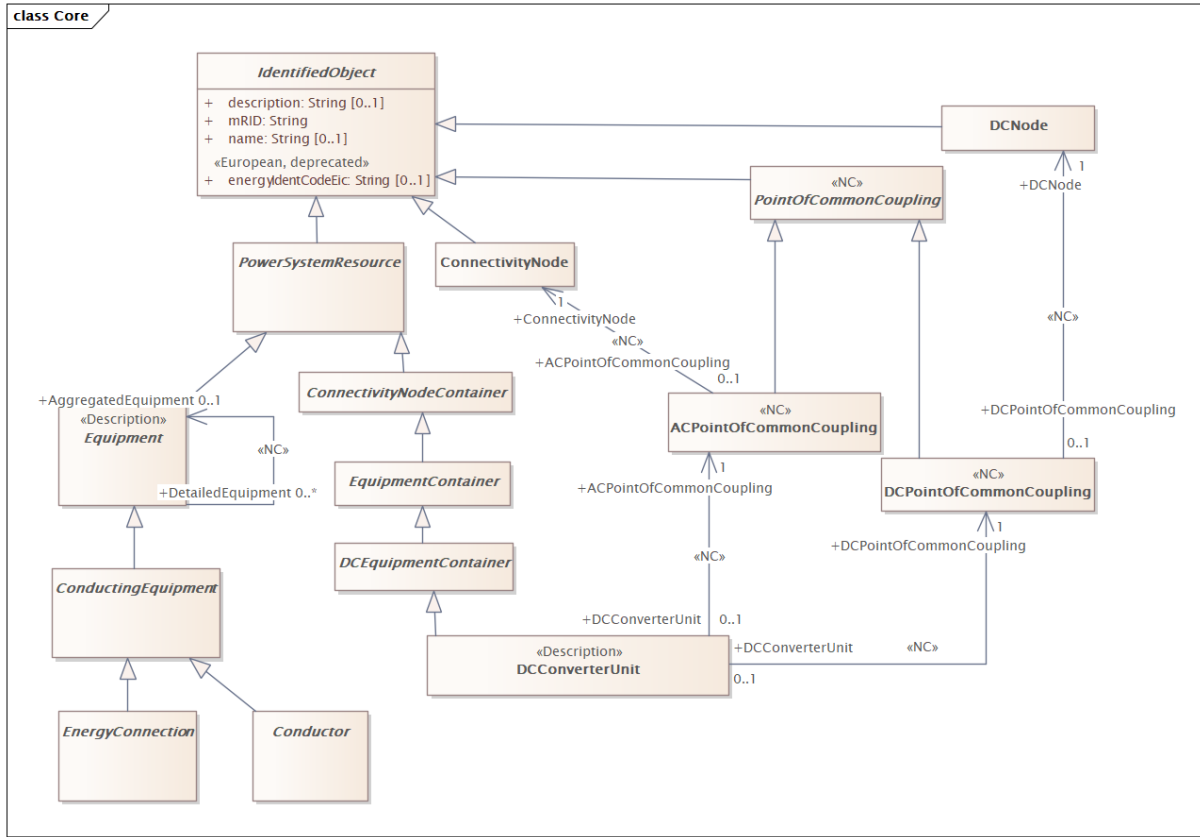 class Core
IdentifiedObject
+ description: String [0..1]
+ mRID: String
+ name: String [0..1]
«European, deprecated»
+ energyIdentCodeEic: String [0..1]
DCNode
1
+DCNode
«NC»
PointOfCommonCoupling
PowerSystemResource
ConnectivityNode
1
+ConnectivityNode
«NC»
«NC»
+ACPointOfCommonCoupling
0..1
ConnectivityNodeContainer
+AggregatedEquipment 0..1
«Description»
Equipment
«NC»
+DetailedEquipment 0..*
«NC»
ACPointOfCommonCoupling
+DCPointOfCommonCoupling
0..1
«NC»
DCPointOfCommonCoupling
EquipmentContainer
1
+ACPointOfCommonCoupling
1
+DCPointOfCommonCoupling
DCEquipmentContainer
«NC»
ConductingEquipment
+DCConverterUnit 0..1
«Description»
DCConverterUnit
+DCConverterUnit
«NC»
0..1
EnergyConnection
Conductor